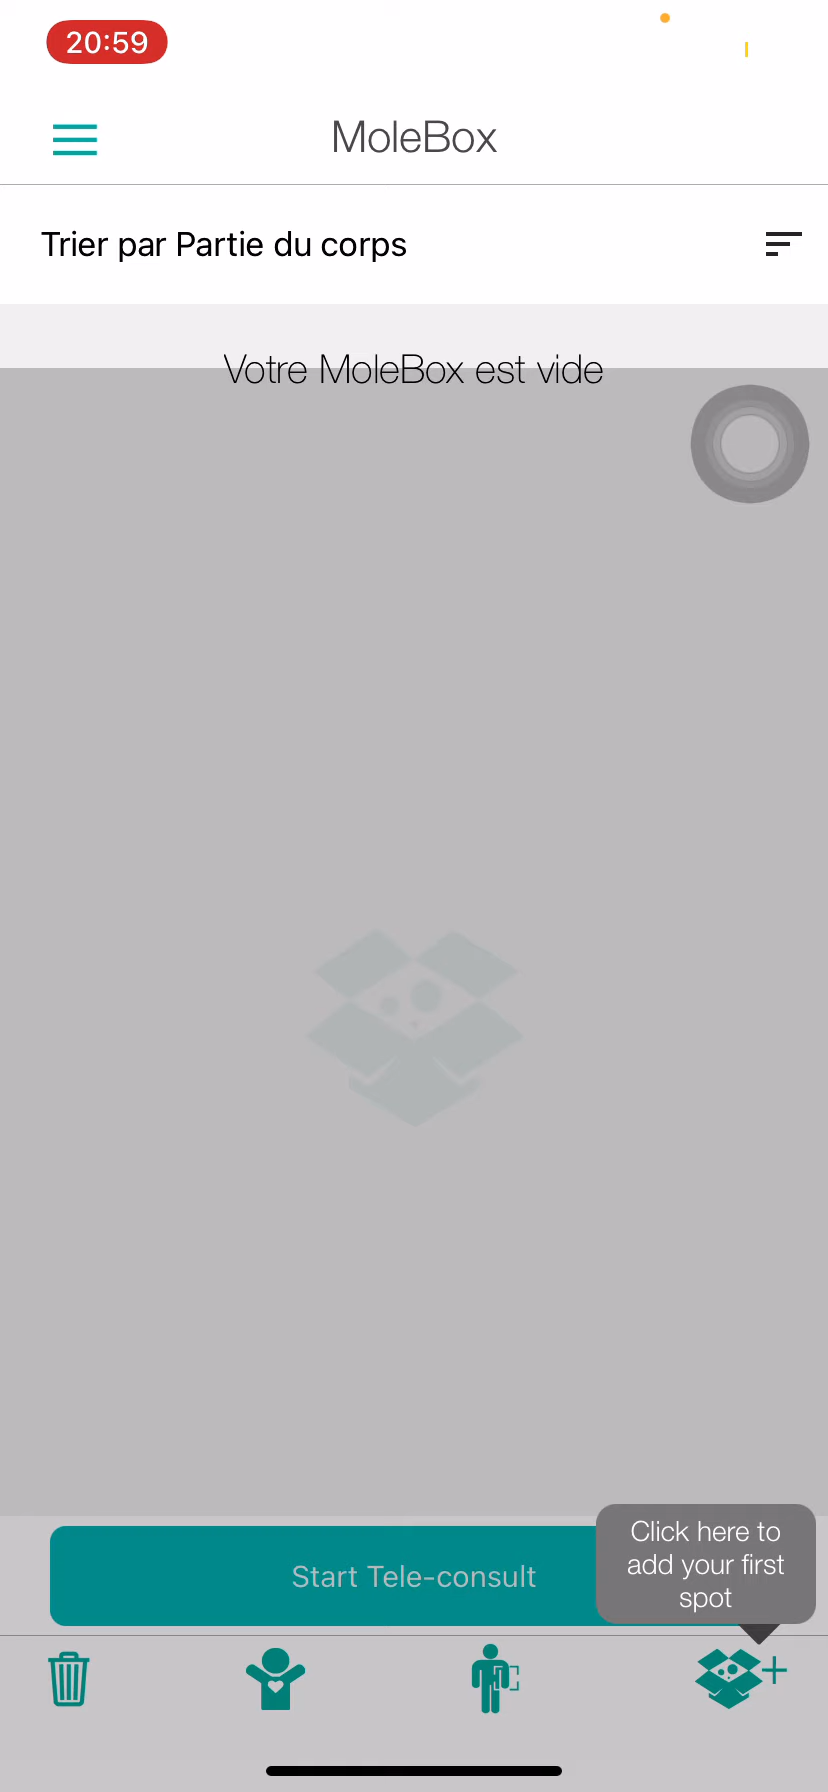 20:59
MoleBox
Trier par Partie du corps
Votre MoleBox est vide
Click here to
add your first
spot
Start Tele-consult